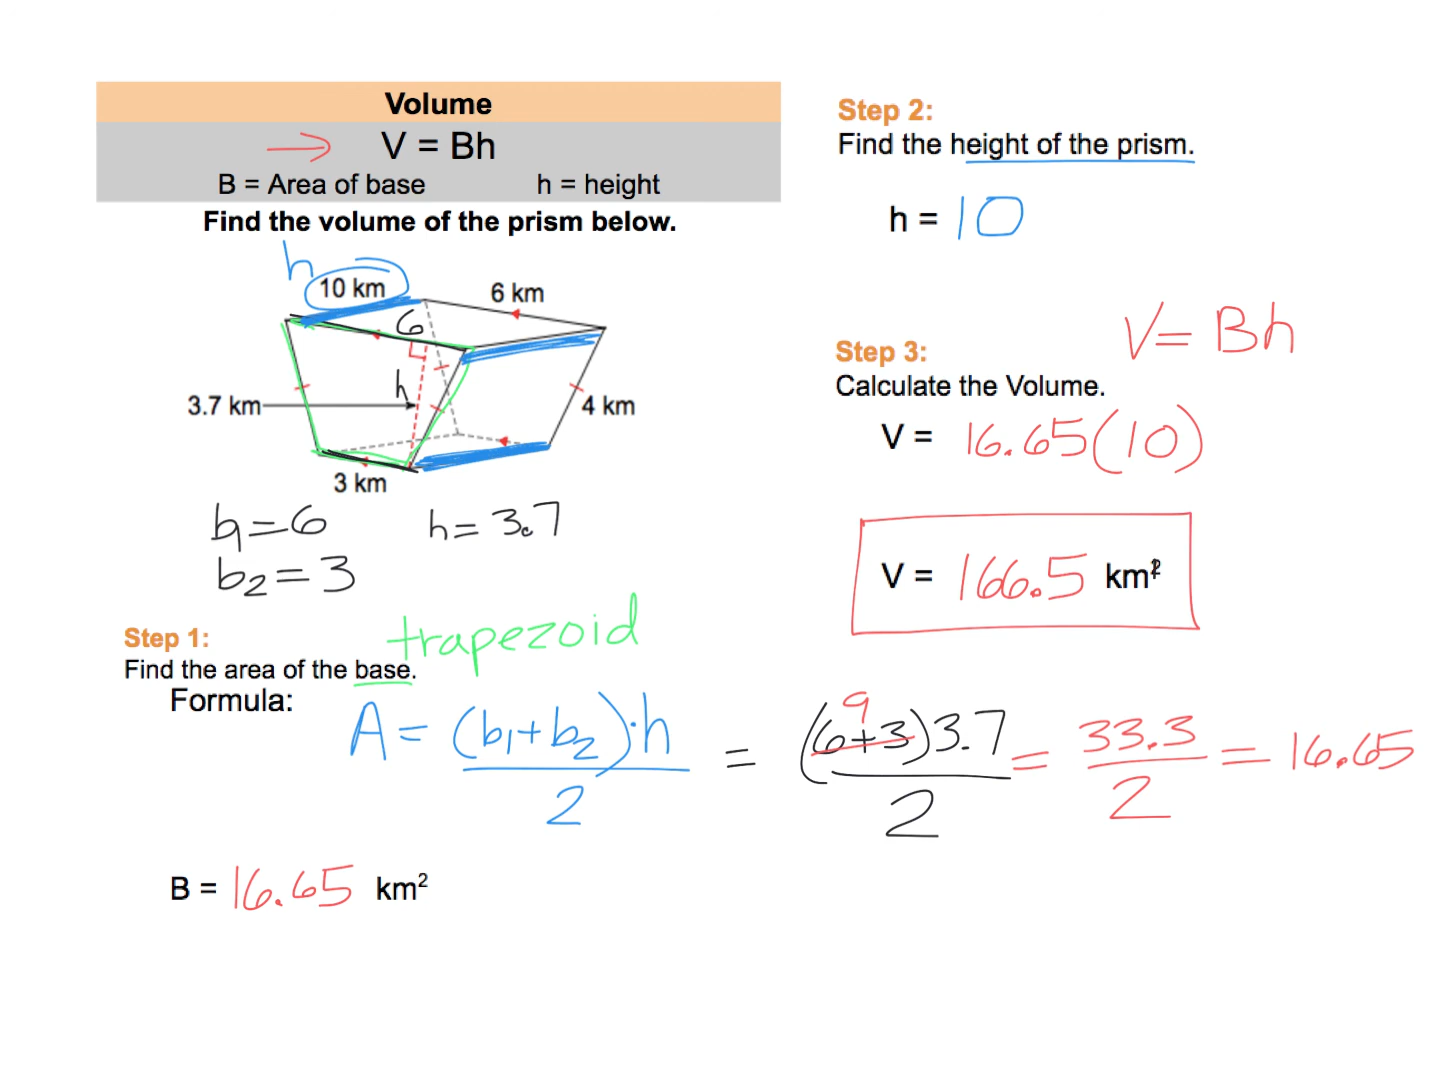 Volume
V = Bh
B = Area of base h = height
Find the volume of the prism below.
h
10 km
6 km
6
h
3.7 km
4 km
3 km
b1=6 h=3.7
b2=3
Step 1:
trapezoid
Find the area of the base.
Formula:
A = (b1+b2)·h / 2 = (6+3)3.7 / 2 = 33.3 / 2 = 16.65
9
B = 16.65 km²
Step 2:
Find the height of the prism.
h = 10
V= Bh
Step 3:
Calculate the Volume.
V = 16.65(10)
V = 166.5 km